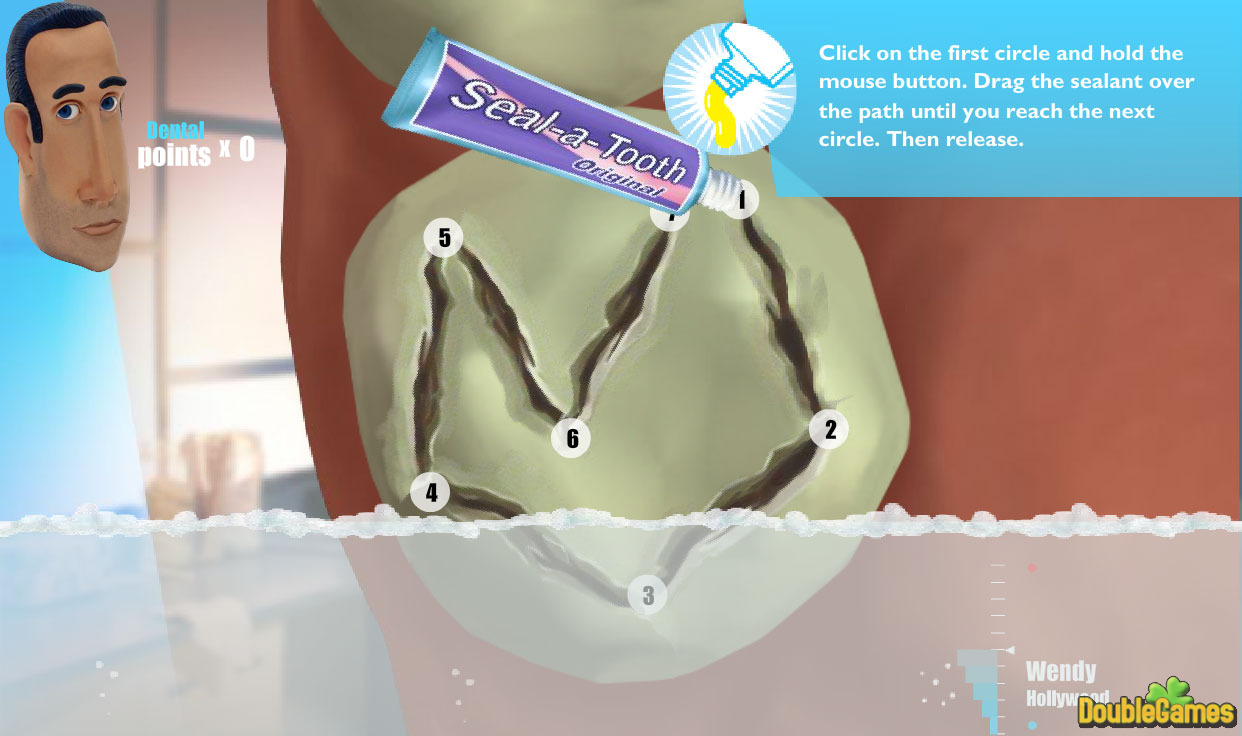 Click on the first circle and hold the
mouse button. Drag the sealant over
the path until you reach the next
circle. Then release.
Seal-a-Tooth
Original
Dental
points x 0
1
5
2
6
4
3
Wendy
Hollywood
DoubleGames